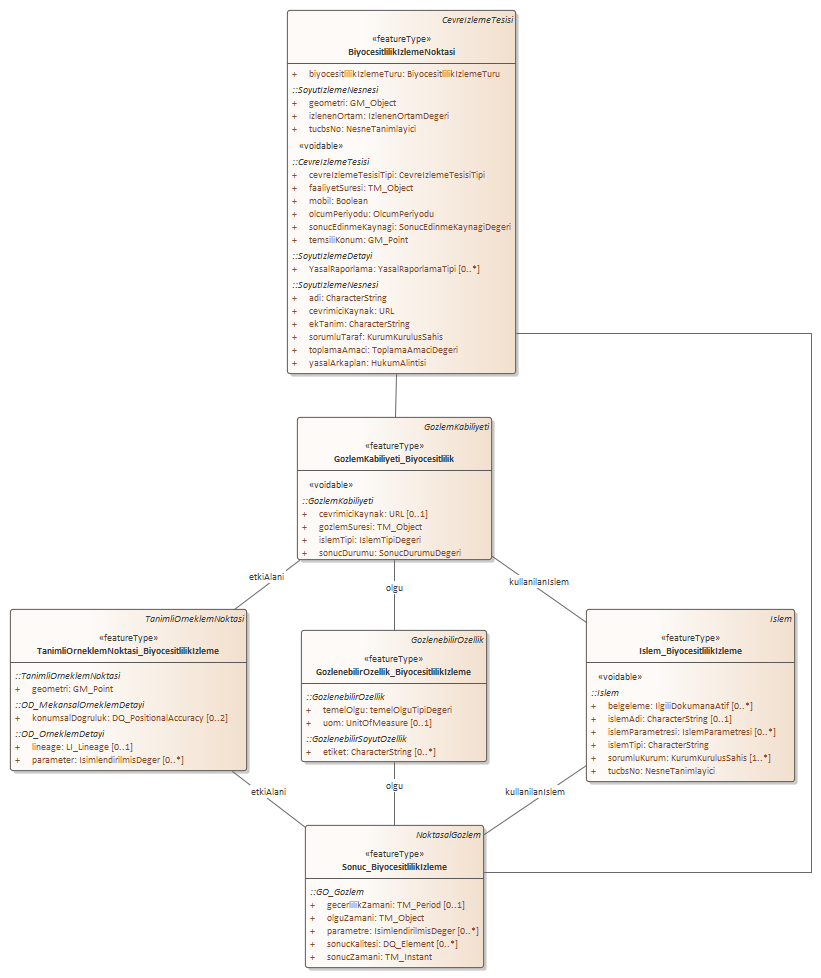 CevreIzlemeTesisi
«featureType»
BiyocesitlilikIzlemeNoktasi
+ biyocesitlilikIzlemeTuru: BiyocesitlilikIzlemeTuru
::SoyutIzlemeNesnesi
+ geometri: GM_Object
+ izlenenOrtam: IzlenenOrtamDegeri
+ tucbsNo: NesneTanimlayici
«voidable»
::CevreIzlemeTesisi
+ cevreIzlemeTesisiTipi: CevreIzlemeTesisiTipi
+ faaliyetSuresi: TM_Object
+ mobil: Boolean
+ olcumPeriyodu: OlcumPeriyodu
+ sonucEdinmeKaynagi: SonucEdinmeKaynagiDegeri
+ temsiliKonum: GM_Point
::SoyutIzlemeDetayi
+ YasalRaporlama: YasalRaporlamaTipi [0..*]
::SoyutIzlemeNesnesi
+ adi: CharacterString
+ cevrimiciKaynak: URL
+ ekTanim: CharacterString
+ sorumluTaraf: KurumKurulusSahis
+ toplamaAmaci: ToplamaAmaciDegeri
+ yasalArkaplan: HukumAlintisi
GozlemKabiliyeti
«featureType»
GozlemKabiliyeti_Biyocesitlilik
«voidable»
::GozlemKabiliyeti
+ cevrimiciKaynak: URL [0..1]
+ gozlemSuresi: TM_Object
+ islemTipi: IslemTipiDegeri
+ sonucDurumu: SonucDurumuDegeri
etkiAlani
olgu
kullanilanIslem
TanimliOrneklemNoktasi
«featureType»
TanimliOrneklemNoktasi_BiyocesitlilikIzleme
::TanimliOrneklemNoktasi
+ geometri: GM_Point
::OD_MekansalOrneklemDetayi
+ konumsalDogruluk: DQ_PositionalAccuracy [0..2]
::OD_OrneklemDetayi
+ lineage: LI_Lineage [0..1]
+ parameter: IsimlendirilmisDeger [0..*]
GozlenebilirOzellik
«featureType»
GozlenebilirOzellik_BiyocesitlilikIzleme
::GozlenebilirOzellik
+ temelOlgu: temelOlguTipiDegeri
+ uom: UnitOfMeasure [0..1]
::GozlenebilirSoyutOzellik
+ etiket: CharacterString [0..*]
Islem
«featureType»
Islem_BiyocesitlilikIzleme
«voidable»
::Islem
+ belgeleme: IlgiliDokumanaAtif [0..*]
+ islemAdi: CharacterString [0..1]
+ islemParametresi: IslemParametresi [0..*]
+ islemTipi: CharacterString
+ sorumluKurum: KurumKurulusSahis [1..*]
+ tucbsNo: NesneTanimlayici
etkiAlani
olgu
kullanilanIslem
NoktasalGozlem
«featureType»
Sonuc_BiyocesitlilikIzleme
::GO_Gozlem
+ gecerlilikZamani: TM_Period [0..1]
+ olguZamani: TM_Object
+ parametre: IsimlendirilmisDeger [0..*]
+ sonucKalitesi: DQ_Element [0..*]
+ sonucZamani: TM_Instant